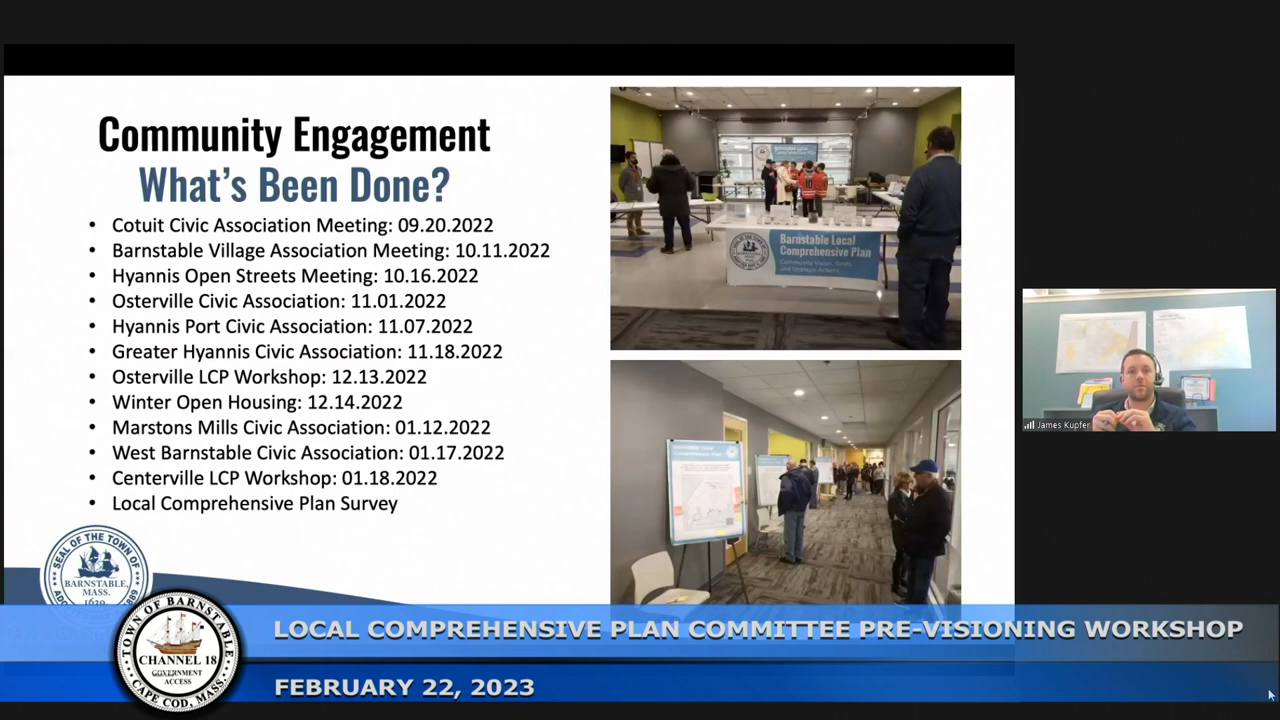 Community Engagement
What's Been Done?
• Cotuit Civic Association Meeting: 09.20.2022
• Barnstable Village Association Meeting: 10.11.2022
• Hyannis Open Streets Meeting: 10.16.2022
• Osterville Civic Association: 11.01.2022
• Hyannis Port Civic Association: 11.07.2022
• Greater Hyannis Civic Association: 11.18.2022
• Osterville LCP Workshop: 12.13.2022
• Winter Open Housing: 12.14.2022
• Marstons Mills Civic Association: 01.12.2022
• West Barnstable Civic Association: 01.17.2022
• Centerville LCP Workshop: 01.18.2022
• Local Comprehensive Plan Survey
Barnstable Local
Comprehensive Plan
Community Vision, Goals
and Strategic Actions
James Kupfer
SEAL OF THE TOWN OF
BARNSTABLE,
MASS.
TOWN OF BARNSTABLE
CHANNEL 18
GOVERNMENT
ACCESS
CAPE COD, MASS.
LOCAL COMPREHENSIVE PLAN COMMITTEE PRE-VISIONING WORKSHOP
FEBRUARY 22, 2023